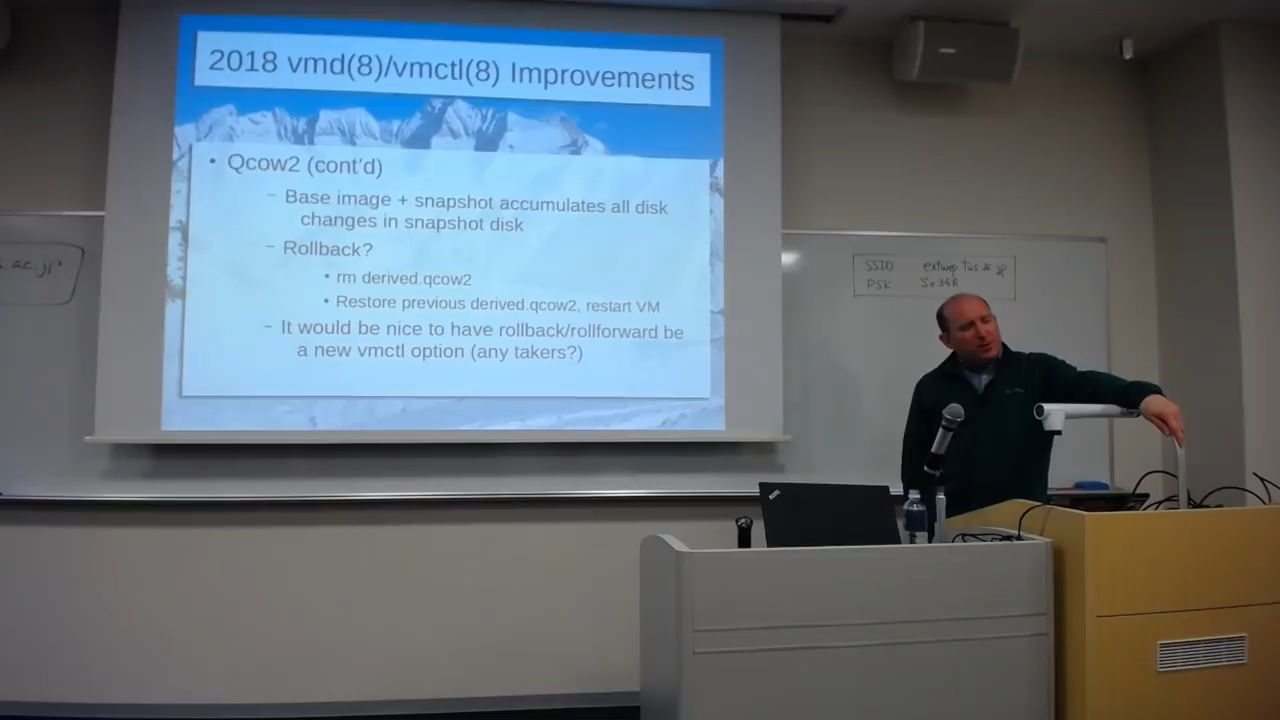 2018 vmd(8)/vmctl(8) Improvements
• Qcow2 (cont'd)
– Base image + snapshot accumulates all disk
changes in snapshot disk
– Rollback?
• rm derived.qcow2
• Restore previous derived.qcow2, restart VM
– It would be nice to have rollback/rollforward be
a new vmctl option (any takers?)
SSID
PSK